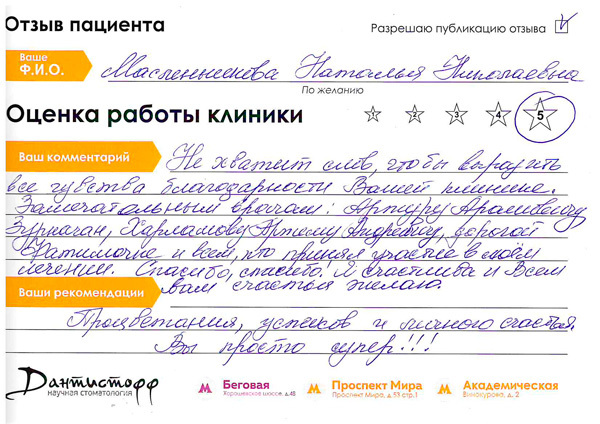 Отзыв пациента
Разрешаю публикацию отзыва
Ваше
Ф.И.О.
Масленникова Наталья Николаевна
По желанию
Оценка работы клиники
1 2 3 4 5
Ваш комментарий
Не хватит слов, чтобы выразить
все чувства благодарности Вашей клинике.
Замечательным врачам: Артуру Араиковичу
Харламову Артему Андреевичу, дорогой
Фатимочке и всем, кто принял участие в моём
лечении. Спасибо, спасибо! Я счастлива и Всем
Ваши рекомендации
вам счастья желаю.
Процветания, успехов и личного счастья.
Вы просто супер!!!
Дантистофф
научная стоматология
М Беговая
Хорошевское шоссе, д.48
М Проспект Мира
Проспект Мира, д.53 стр.1
М Академическая
Винокурова, д. 2